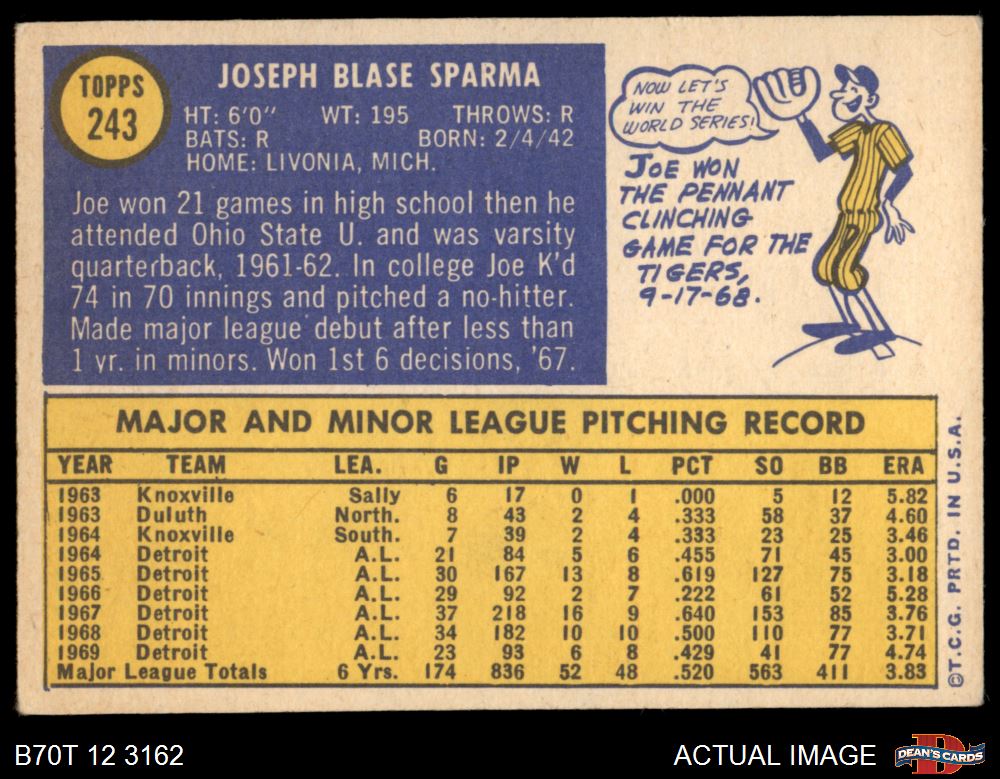 TOPPS
243
JOSEPH BLASE SPARMA
HT: 6'0" WT: 195 THROWS: R
BATS: R BORN: 2/4/42
HOME: LIVONIA, MICH.
Joe won 21 games in high school then he
attended Ohio State U. and was varsity
quarterback, 1961-62. In college Joe K'd
74 in 70 innings and pitched a no-hitter.
Made major league debut after less than
1 yr. in minors. Won 1st 6 decisions, '67.
NOW LET'S
WIN THE
WORLD SERIES!
JOE WON
THE PENNANT
CLINCHING
GAME FOR THE
TIGERS,
9-17-68.
MAJOR AND MINOR LEAGUE PITCHING RECORD
YEAR TEAM LEA. G IP W L PCT SO BB ERA
1963 Knoxville Sally 6 17 0 1 .000 5 12 5.82
1963 Duluth North. 8 43 2 4 .333 58 37 4.60
1964 Knoxville South. 7 39 2 4 .333 23 25 3.46
1964 Detroit A.L. 21 84 5 6 .455 71 45 3.00
1965 Detroit A.L. 30 167 13 8 .619 127 75 3.18
1966 Detroit A.L. 29 92 2 7 .222 61 52 5.28
1967 Detroit A.L. 37 218 16 9 .640 153 85 3.76
1968 Detroit A.L. 34 182 10 10 .500 110 77 3.71
1969 Detroit A.L. 23 93 6 8 .429 41 77 4.74
Major League Totals 6 Yrs. 174 836 52 48 .520 563 411 3.83
©T.C.G. PRTD. IN U.S.A.
B70T 12 3162
ACTUAL IMAGE
D
DEAN'S CARDS